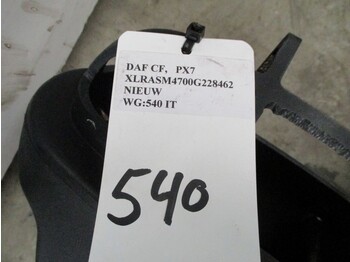 DAF CF, PX7
XLRASM4700G228462
NIEUW
WG:540 IT
540